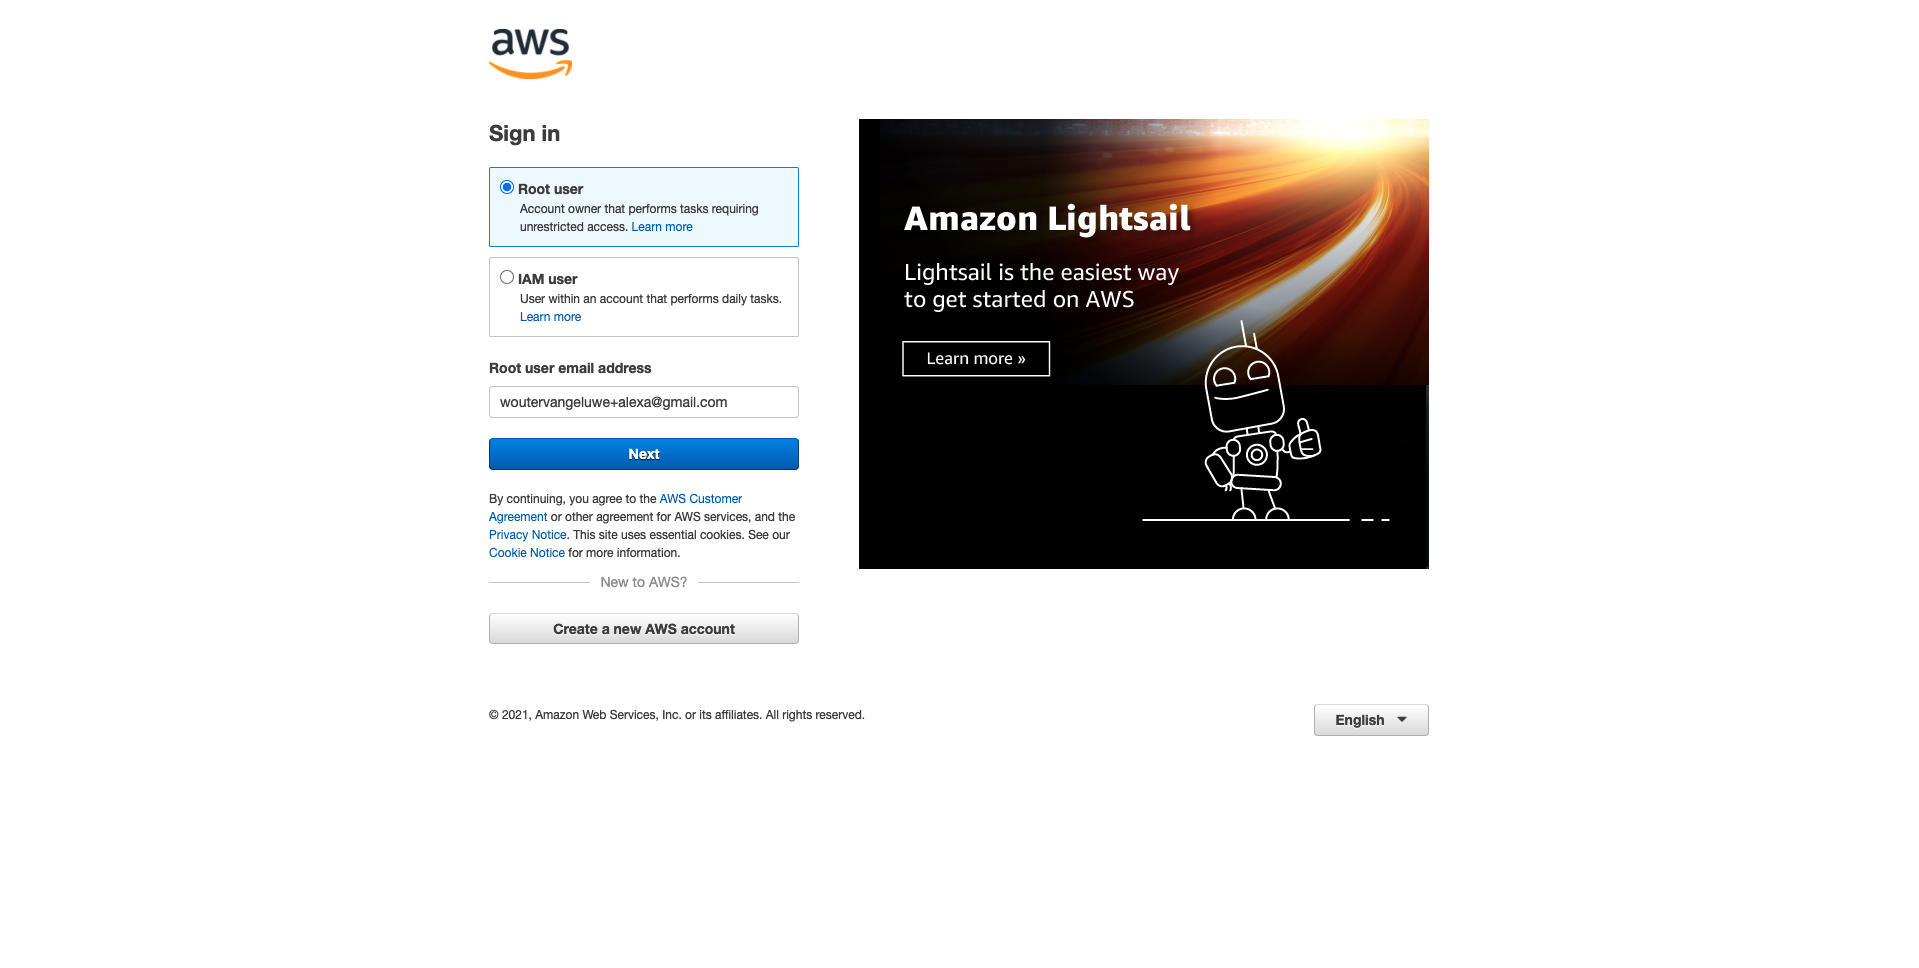 aws
Sign in
Root user
Account owner that performs tasks requiring
unrestricted access. Learn more
IAM user
User within an account that performs daily tasks.
Learn more
Root user email address
woutervangeluwe+alexa@gmail.com
Next
By continuing, you agree to the AWS Customer
Agreement or other agreement for AWS services, and the
Privacy Notice. This site uses essential cookies. See our
Cookie Notice for more information.
New to AWS?
Create a new AWS account
Amazon Lightsail
Lightsail is the easiest way
to get started on AWS
Learn more »
© 2021, Amazon Web Services, Inc. or its affiliates. All rights reserved.
English